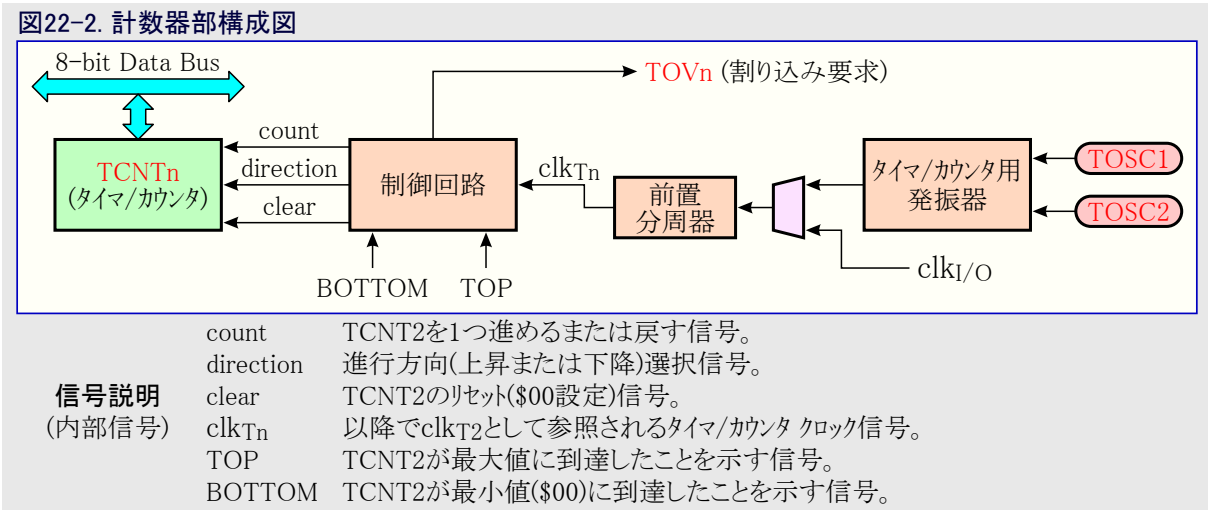 図22-2. 計数器部構成図
8-bit Data Bus
TOVn (割り込み要求)
TCNTn
(タイマ/カウンタ)
count
direction
clear
制御回路
BOTTOM
TOP
clkTn
前置
分周器
タイマ/カウンタ用
発振器
TOSC1
TOSC2
clkI/O
信号説明
(内部信号)
count TCNT2を1つ進めるまたは戻す信号。
direction 進行方向(上昇または下降)選択信号。
clear TCNT2のリセット($00設定)信号。
clkTn 以降でclkT2として参照されるタイマ/カウンタ クロック信号。
TOP TCNT2が最大値に到達したことを示す信号。
BOTTOM TCNT2が最小値($00)に到達したことを示す信号。